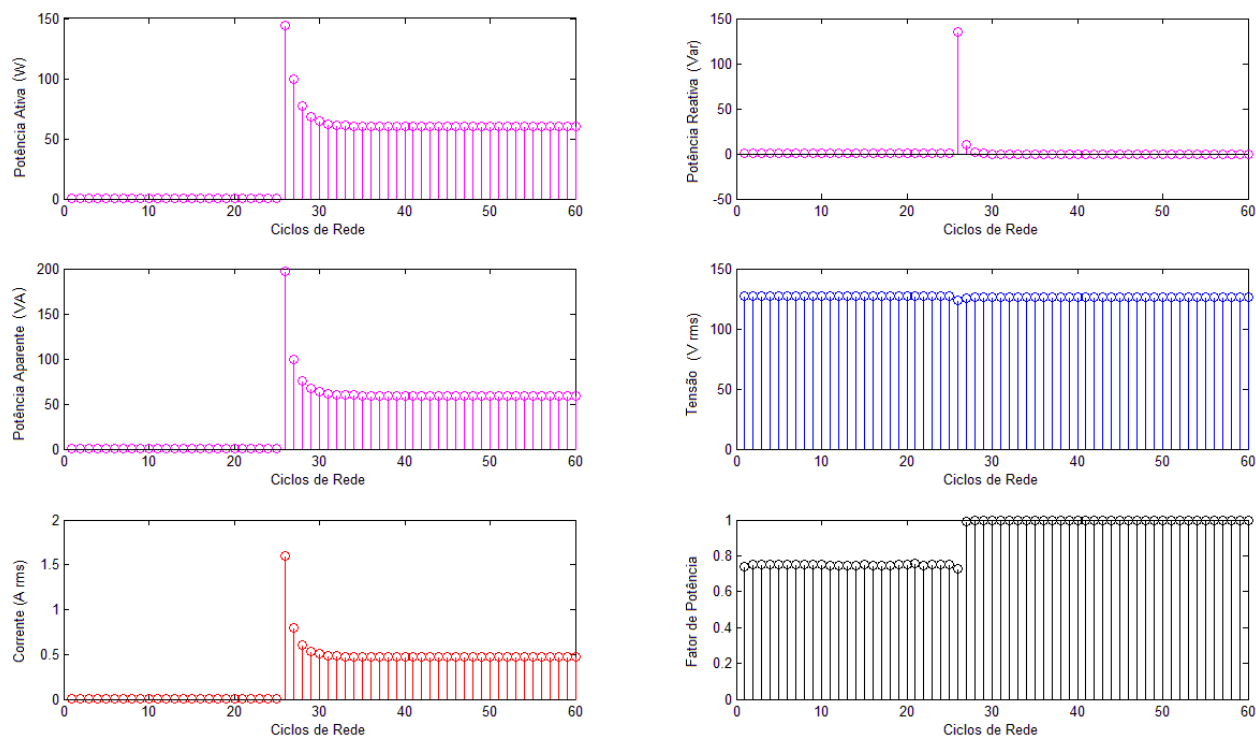 150
100
50
0
Potência Ativa (W)
0 10 20 30 40 50 60
Ciclos de Rede
150
100
50
0
-50
Potência Reativa (Var)
0 10 20 30 40 50 60
Ciclos de Rede
200
150
100
50
0
Potência Aparente (VA)
0 10 20 30 40 50 60
Ciclos de Rede
150
100
50
0
Tensão (V rms)
0 10 20 30 40 50 60
Ciclos de Rede
2
1.5
1
0.5
0
Corrente (A rms)
0 10 20 30 40 50 60
Ciclos de Rede
1
0.8
0.6
0.4
0.2
0
Fator de Potência
0 10 20 30 40 50 60
Ciclos de Rede